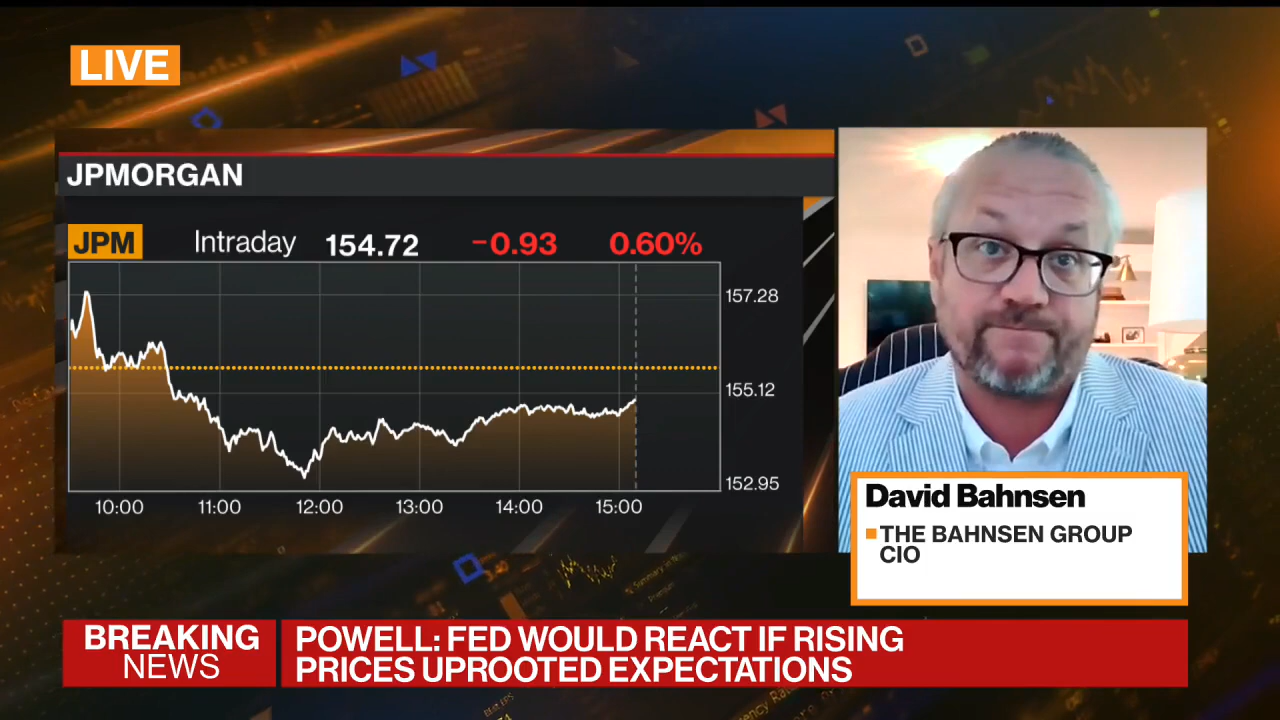 LIVE
JPMORGAN
JPM Intraday 154.72 -0.93 0.60%
157.28
155.12
152.95
10:00 11:00 12:00 13:00 14:00 15:00
David Bahnsen
THE BAHNSEN GROUP
CIO
BREAKING
NEWS
POWELL: FED WOULD REACT IF RISING
PRICES UPROOTED EXPECTATIONS